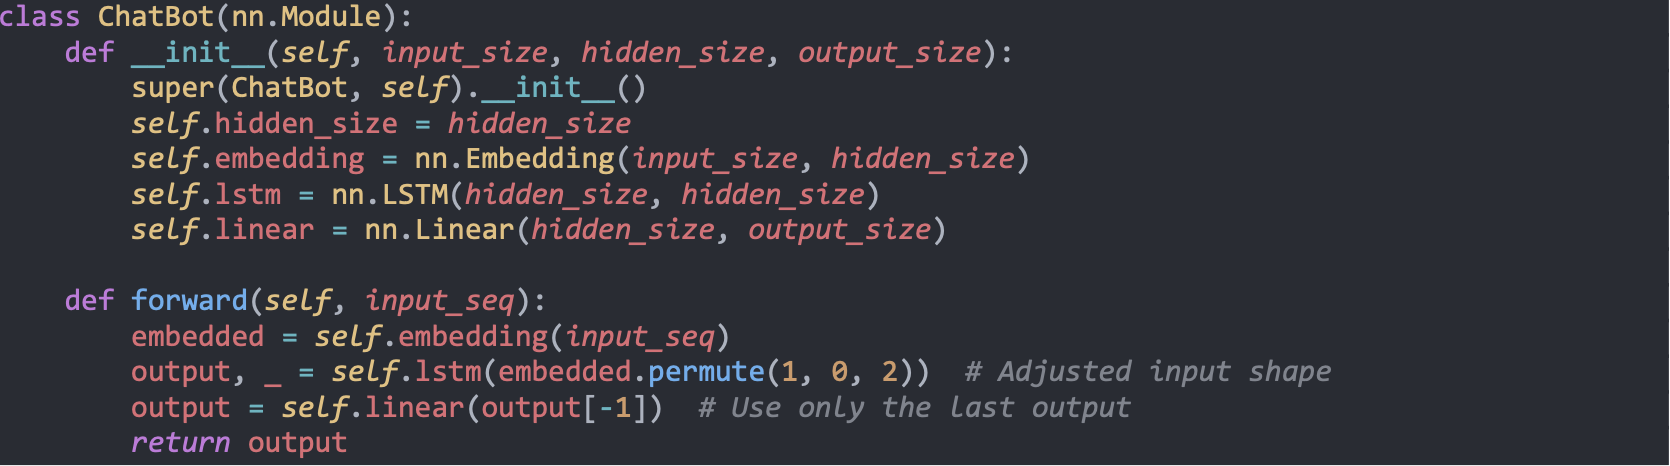 class ChatBot(nn.Module):
    def __init__(self, input_size, hidden_size, output_size):
        super(ChatBot, self).__init__()
        self.hidden_size = hidden_size
        self.embedding = nn.Embedding(input_size, hidden_size)
        self.lstm = nn.LSTM(hidden_size, hidden_size)
        self.linear = nn.Linear(hidden_size, output_size)

    def forward(self, input_seq):
        embedded = self.embedding(input_seq)
        output, _ = self.lstm(embedded.permute(1, 0, 2))  # Adjusted input shape
        output = self.linear(output[-1])  # Use only the last output
        return output